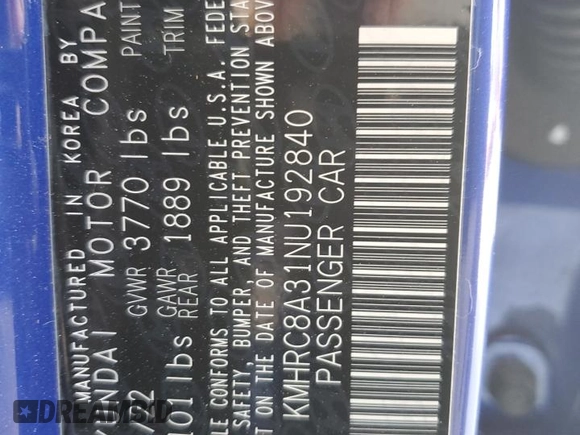 MANUFACTURED IN KOREA BY
NDAI MOTOR COMPA
GVWR 3770 lbs PAINT
GAWR
REAR 1889 lbs TRIM
101 lbs
LE CONFORMS TO ALL APPLICABLE U.S.A. FEDE
SAFETY, BUMPER, AND THEFT PREVENTION STA
T ON THE DATE OF MANUFACTURE SHOWN ABOV
KMHRC8A31NU192840
PASSENGER CAR
DREAMBID